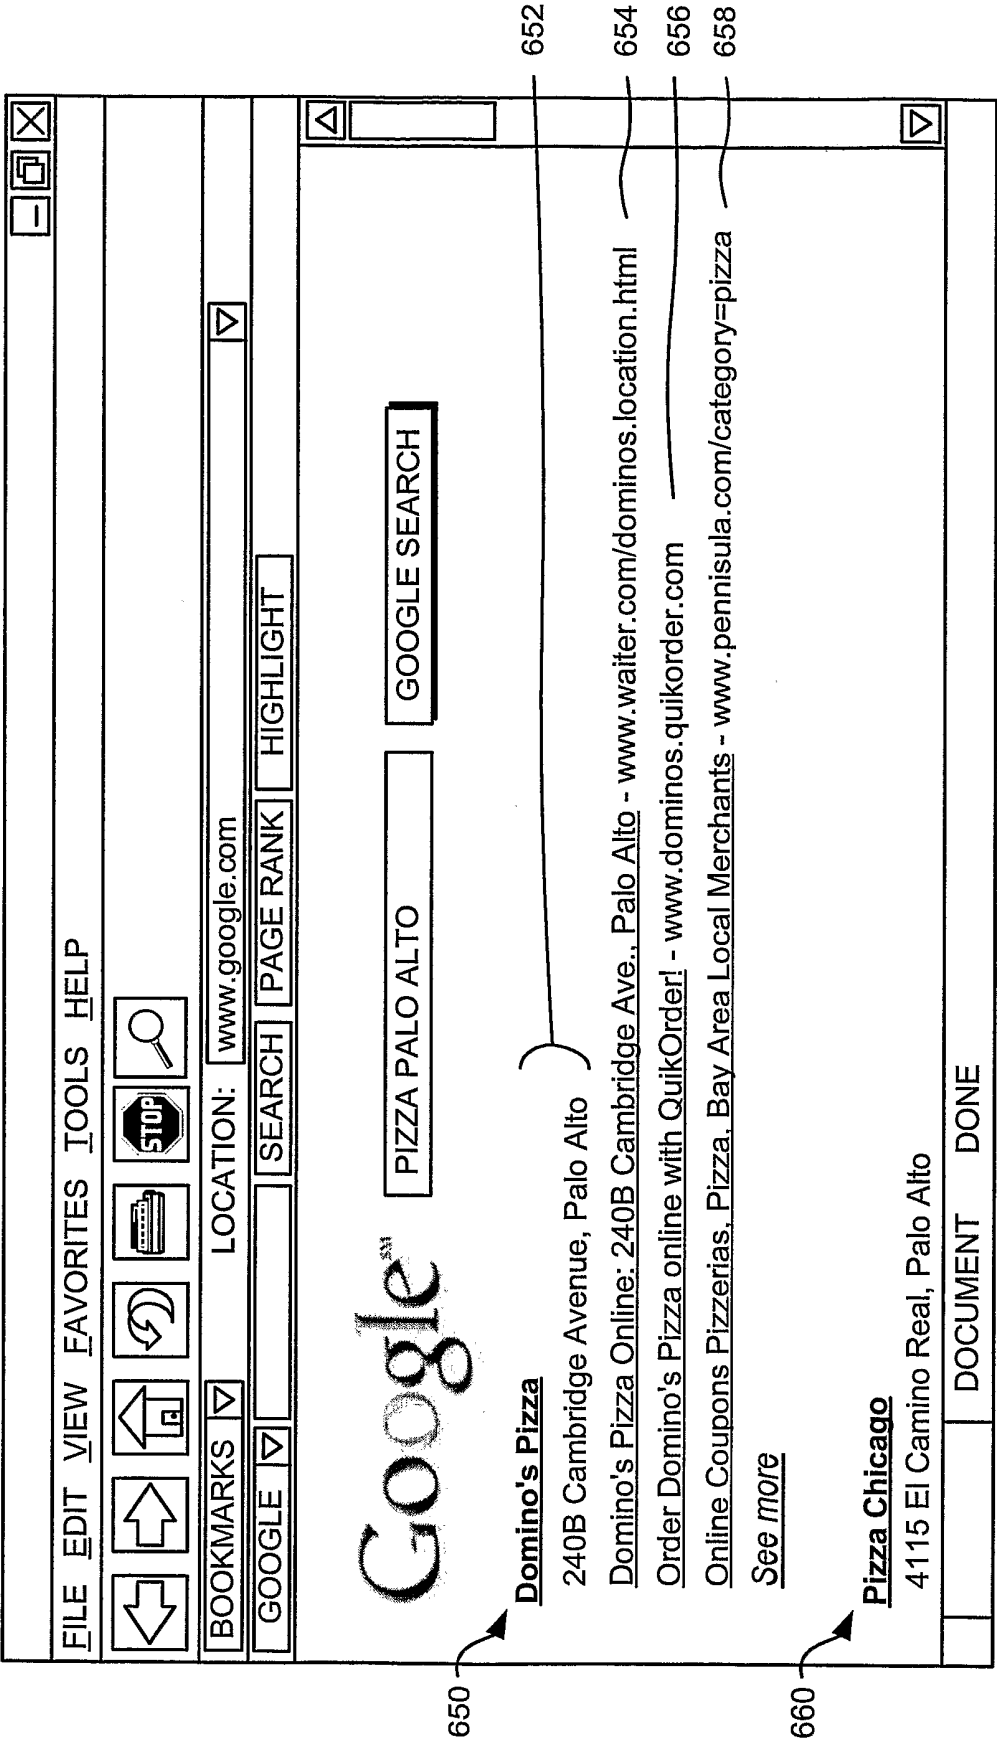 FILE EDIT VIEW FAVORITES TOOLS HELP
STOP
BOOKMARKS LOCATION: www.google.com
GOOGLE SEARCH PAGE RANK HIGHLIGHT
Google SM PIZZA PALO ALTO GOOGLE SEARCH
650
Domino's Pizza
240B Cambridge Avenue, Palo Alto
652
Domino's Pizza Online: 240B Cambridge Ave., Palo Alto - www.waiter.com/dominos.location.html
654
Order Domino's Pizza online with QuikOrder! - www.dominos.quikorder.com
656
Online Coupons Pizzerias, Pizza, Bay Area Local Merchants - www.pennisula.com/category=pizza
658
See more
660
Pizza Chicago
4115 El Camino Real, Palo Alto
DOCUMENT DONE